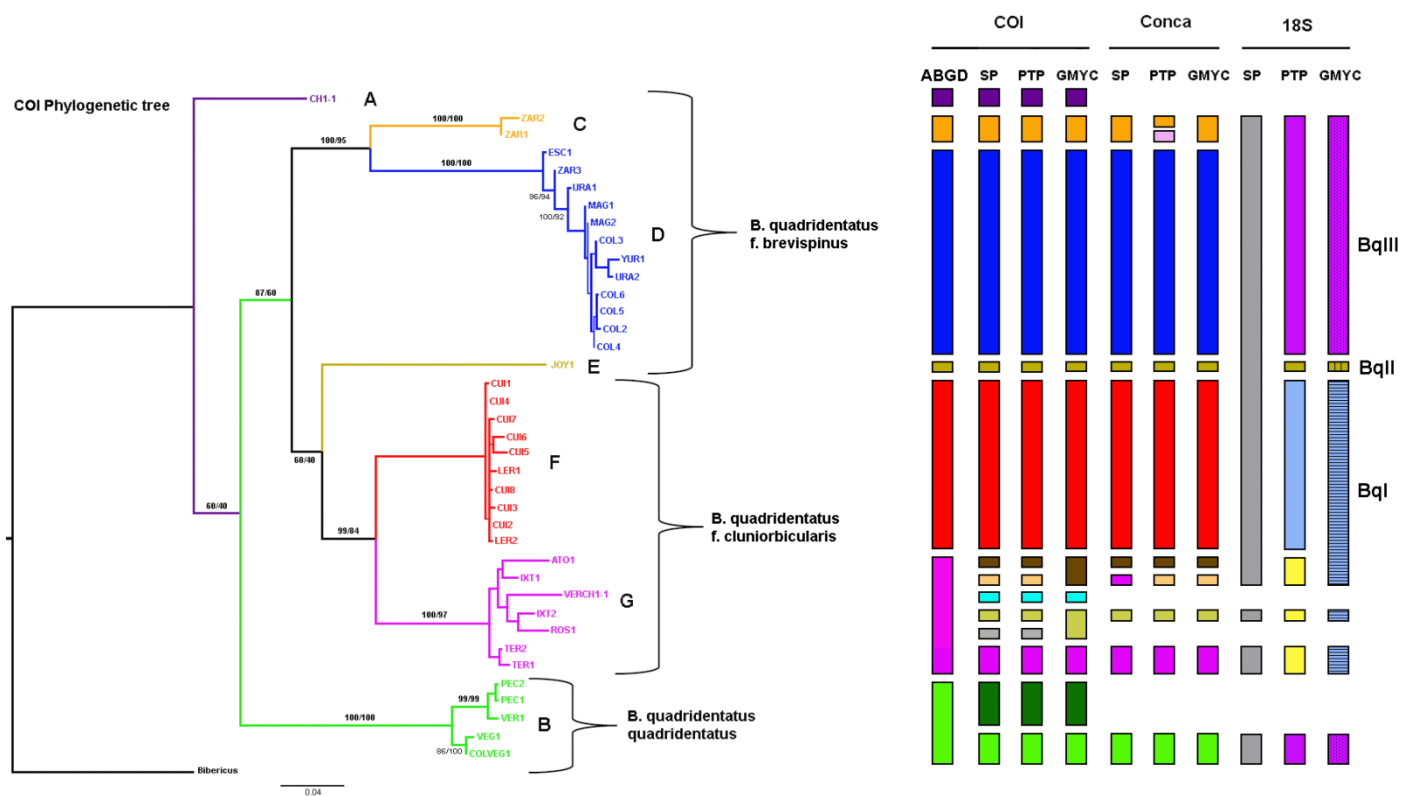 COI Conca 18S
ABGD SP PTP GMYC SP PTP GMYC SP PTP GMYC
COI Phylogenetic tree
CH1-1 A
100/100
ZAR2
C
ZAR1
100/95
ESC1
100/100
ZAR3
96/94
URA1
100/92
MAG1
MAG2
D
B. quadridentatus
f. brevispinus
COL3
BqIII
YUR1
URA2
87/60
COL6
COL5
COL2
COL4
JOY1
E
BqII
CUI1
CUI4
CUI7
CUI6
CUI5
60/40
F
LER1
CUI8
BqI
CUI3
60/40
B. quadridentatus
f. cluniorbicularis
CUI2
99/84
LER2
ATO1
IXT1
VERCH1-1
G
100/97
IXT2
ROS1
TER2
TER1
PEC2
99/99
PEC1
100/100
VER1
B
B. quadridentatus
quadridentatus
VEG1
86/100
COLVEG1
Bibericus
0.04